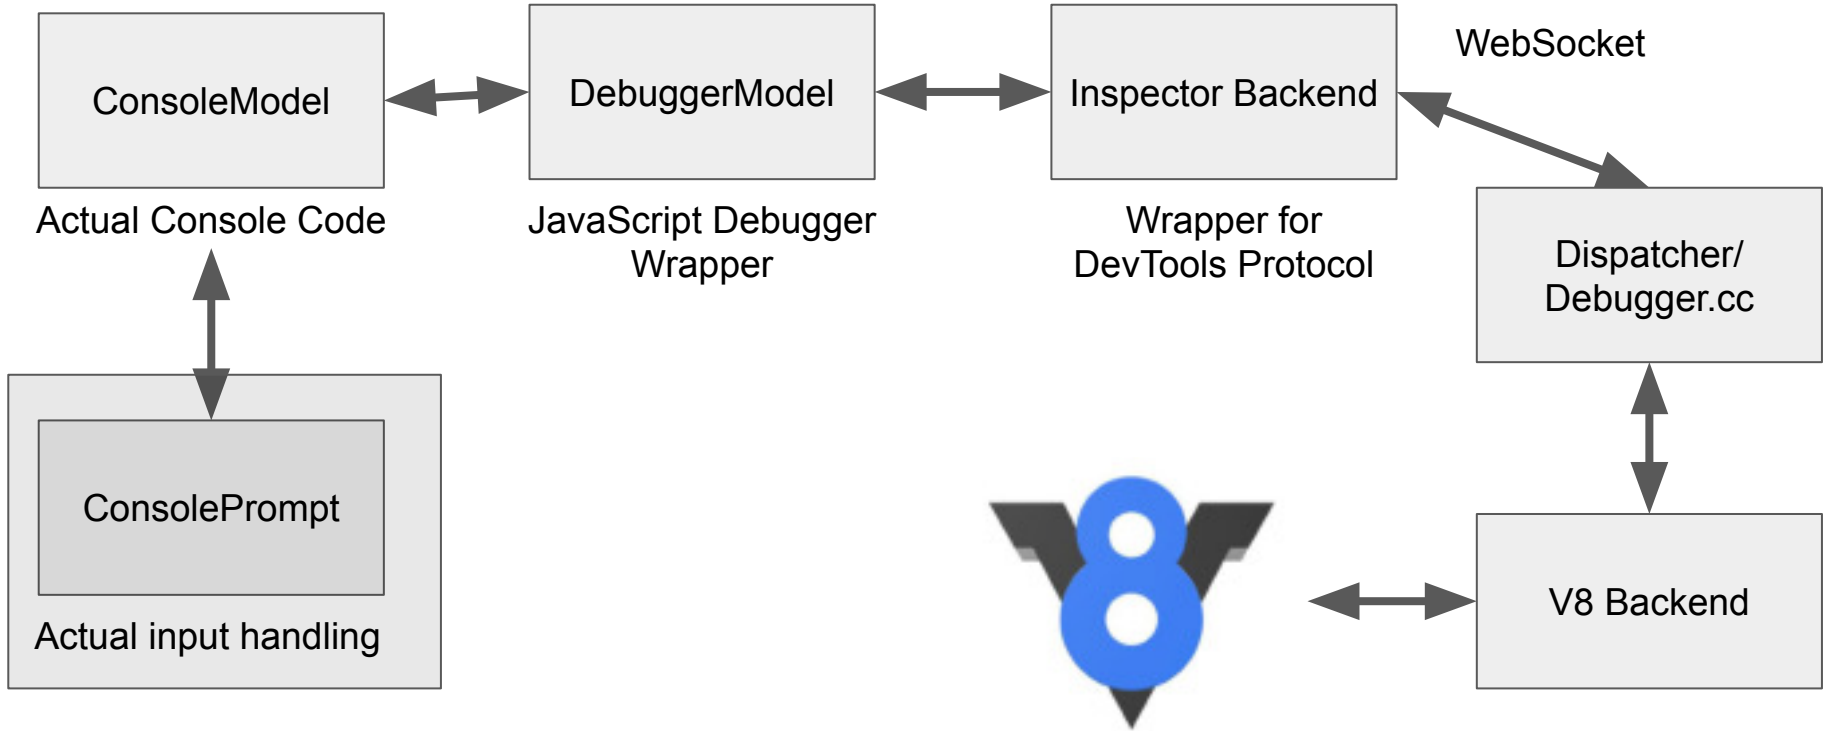 ConsoleModel
Actual Console Code
DebuggerModel
JavaScript Debugger
Wrapper
Inspector Backend
Wrapper for
DevTools Protocol
WebSocket
Dispatcher/
Debugger.cc
ConsolePrompt
Actual input handling
V8
V8 Backend